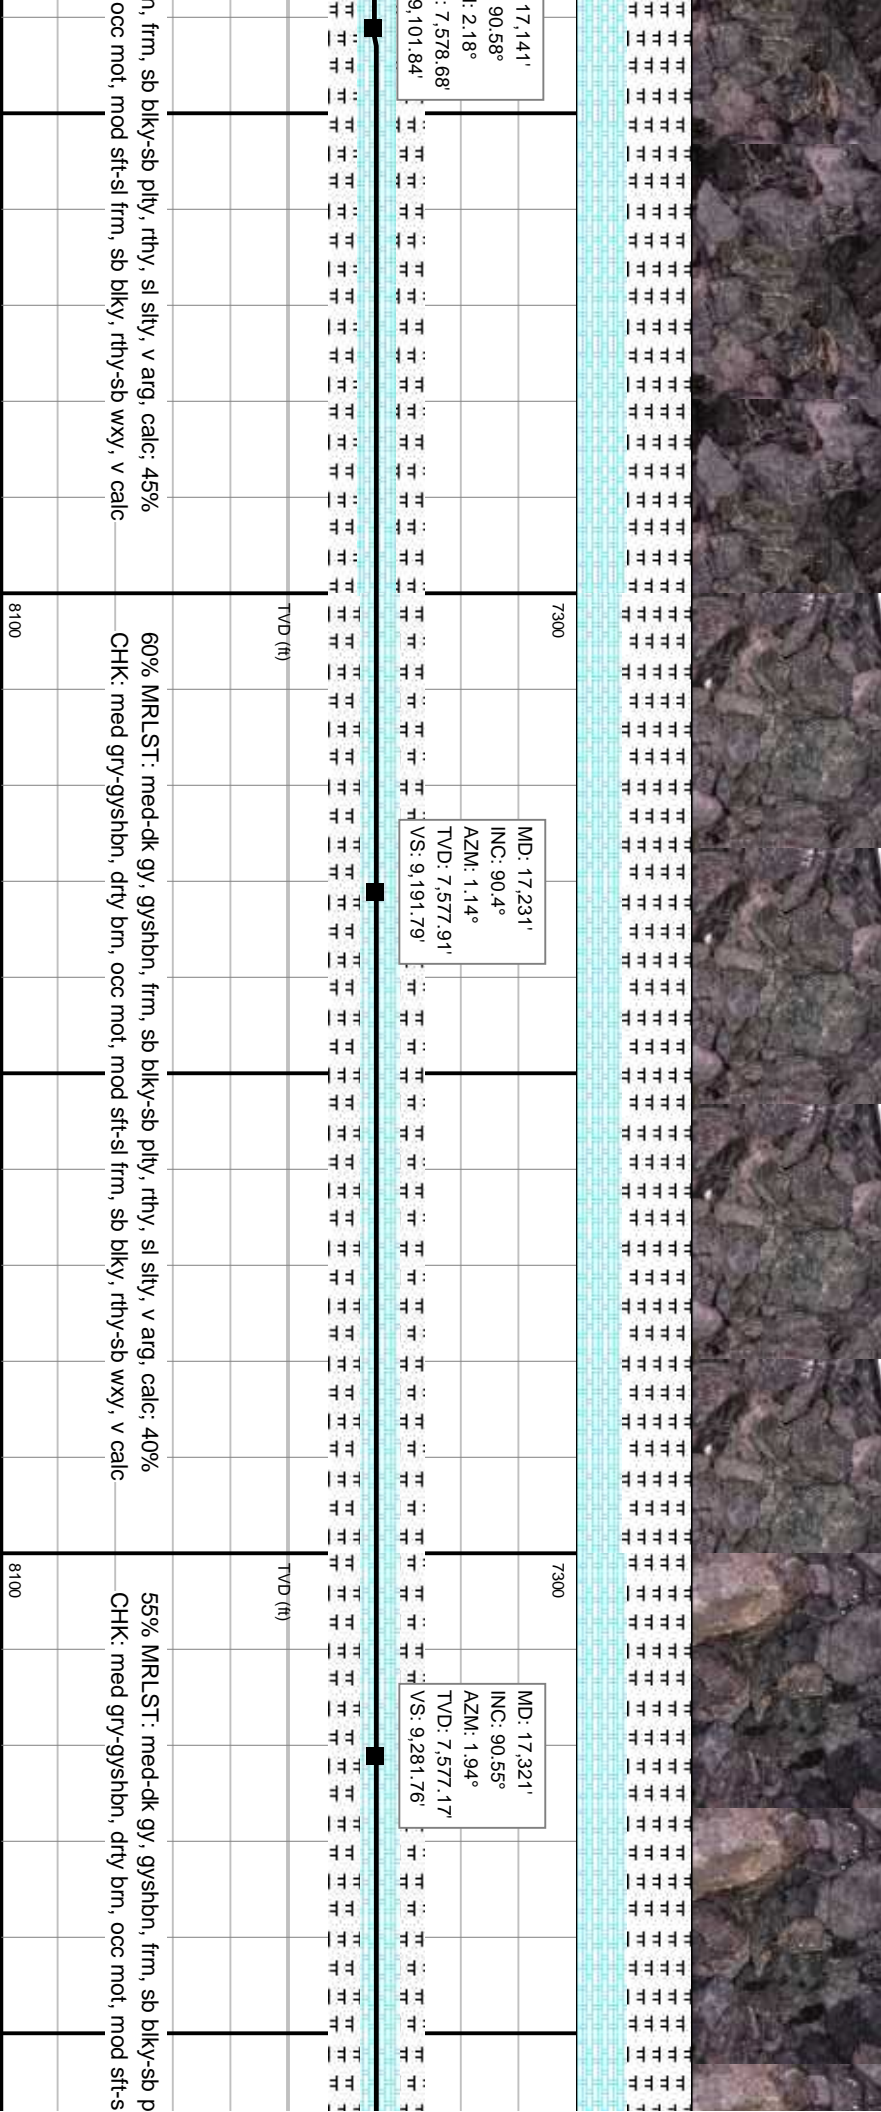 17,141'
90.58°
: 2.18°
: 7,578.68'
9,101.84'
frm, sb blky-sb plty, rthy, sl slty, v arg, calc; 45%
occ mot, mod sft-sl frm, sb blky, rthy-sb wxy, v calc
7300
TVD (ft)
8100
60% MRLST: med-dk gy, gyshbn, frm, sb blky-sb plty, rthy, sl slty, v arg, calc; 40%
CHK: med gry-gyshbn, drty brn, occ mot, mod sft-sl frm, sb blky, rthy-sb wxy, v calc
MD: 17,231'
INC: 90.4°
AZM: 1.14°
TVD: 7,577.91'
VS: 9,191.79'
7300
TVD (ft)
8100
55% MRLST: med-dk gy, gyshbn, frm, sb blky-sb p
CHK: med gry-gyshbn, drty brn, occ mot, mod sft-s
MD: 17,321'
INC: 90.55°
AZM: 1.94°
TVD: 7,577.17'
VS: 9,281.76'